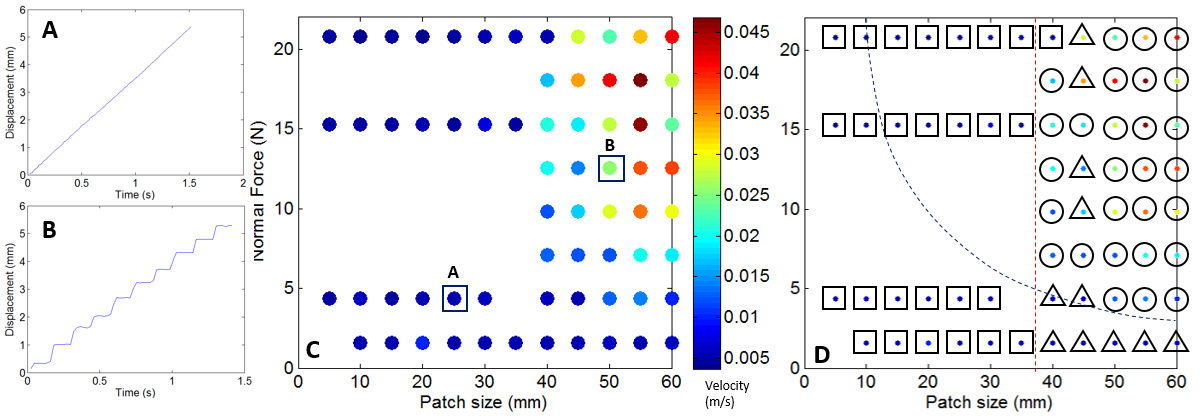 A
Displacement (mm)
6
5
4
3
2
1
0
0 0.5 1 1.5 2
Time (s)
B
Displacement (mm)
6
5
4
3
2
1
0
0 0.5 1 1.5
Time (s)
Normal Force (N)
20
15
10
5
0
B
A
C
0 10 20 30 40 50 60
Patch size (mm)
0.045
0.04
0.035
0.03
0.025
0.02
0.015
0.01
0.005
Velocity
(m/s)
20
15
10
5
0
D
0 10 20 30 40 50 60
Patch size (mm)